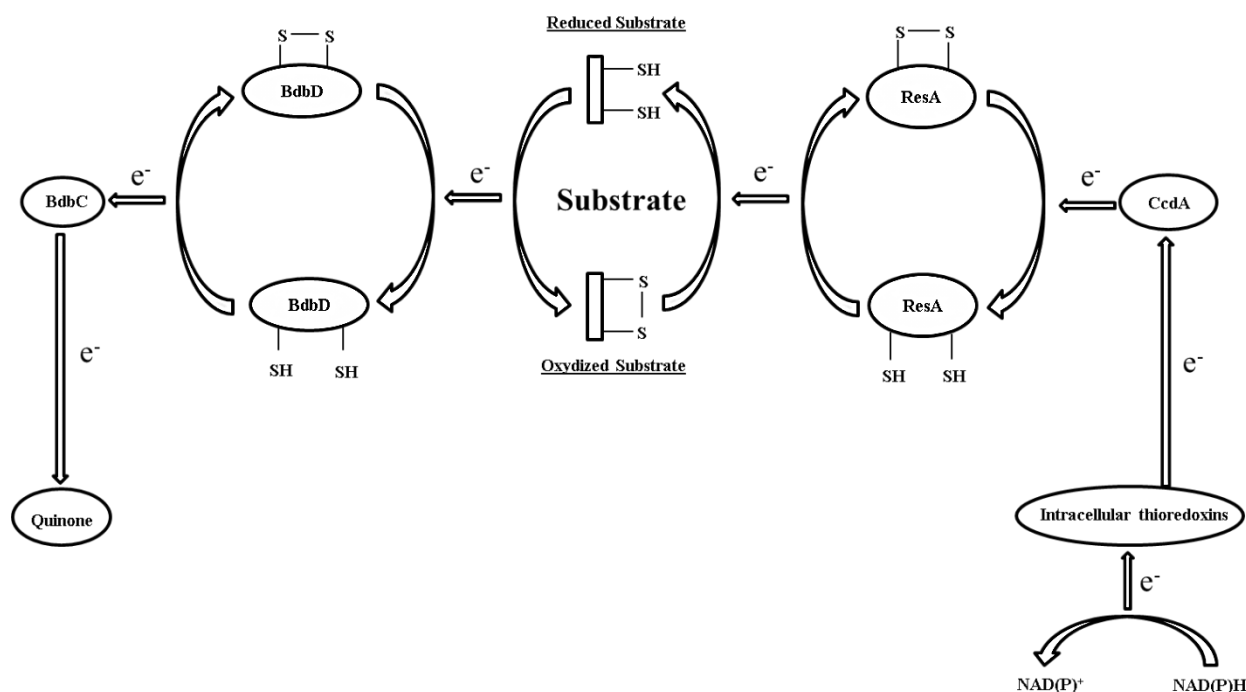 Reduced Substrate
S S
BdbD
SH
SH
S S
ResA
e-
BdbC
e-
Substrate
e-
e-
CcdA
BdbD
SH SH
S
S
Oxydized Substrate
ResA
SH SH
e-
e-
Quinone
Intracellular thioredoxins
e-
NAD(P)+
NAD(P)H